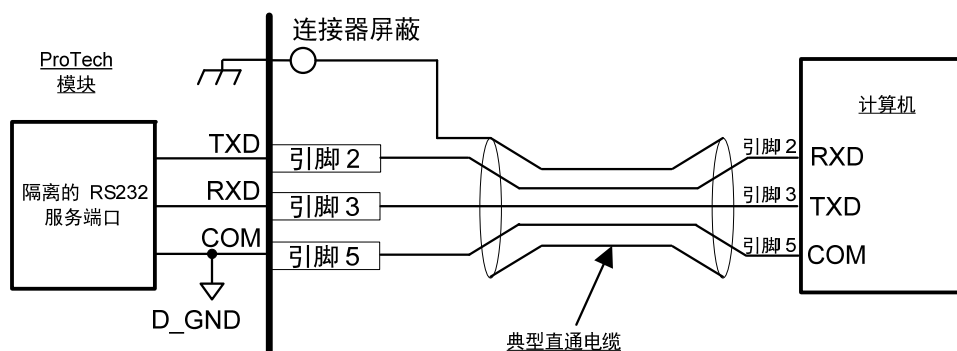 连接器屏蔽
ProTech
模块
计算机
隔离的 RS232
服务端口
TXD
引脚 2
引脚 2
RXD
RXD
引脚 3
引脚 3
TXD
COM
引脚 5
引脚 5
COM
D_GND
典型直通电缆